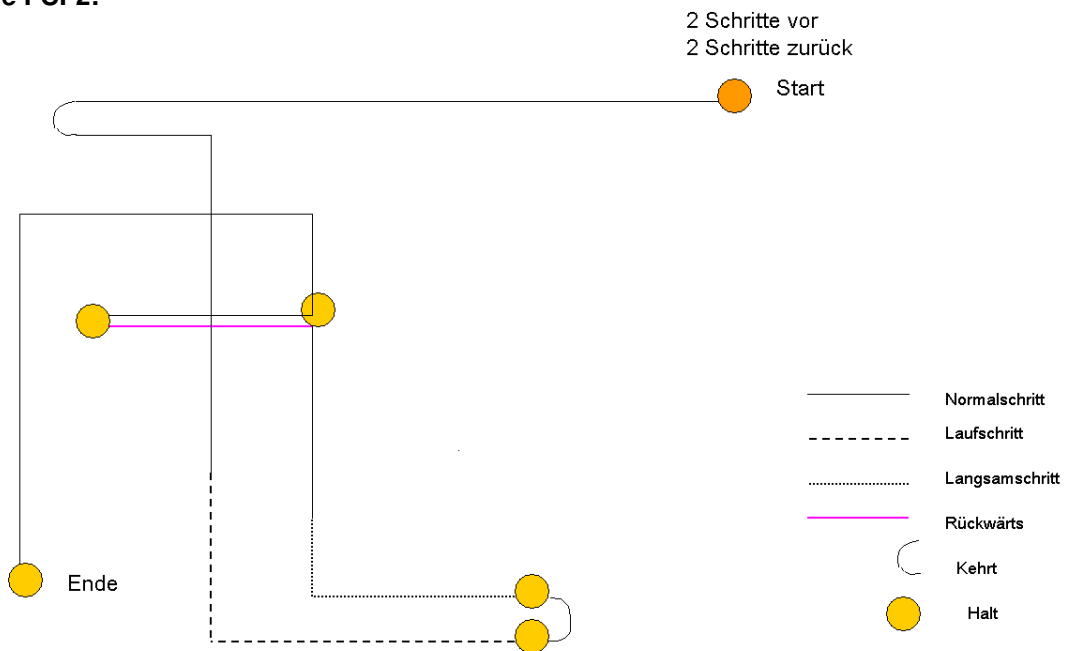 2 Schritte vor
2 Schritte zurück
Start
Ende
Normalschritt
Laufschritt
Langsamschritt
Rückwärts
Kehrt
Halt